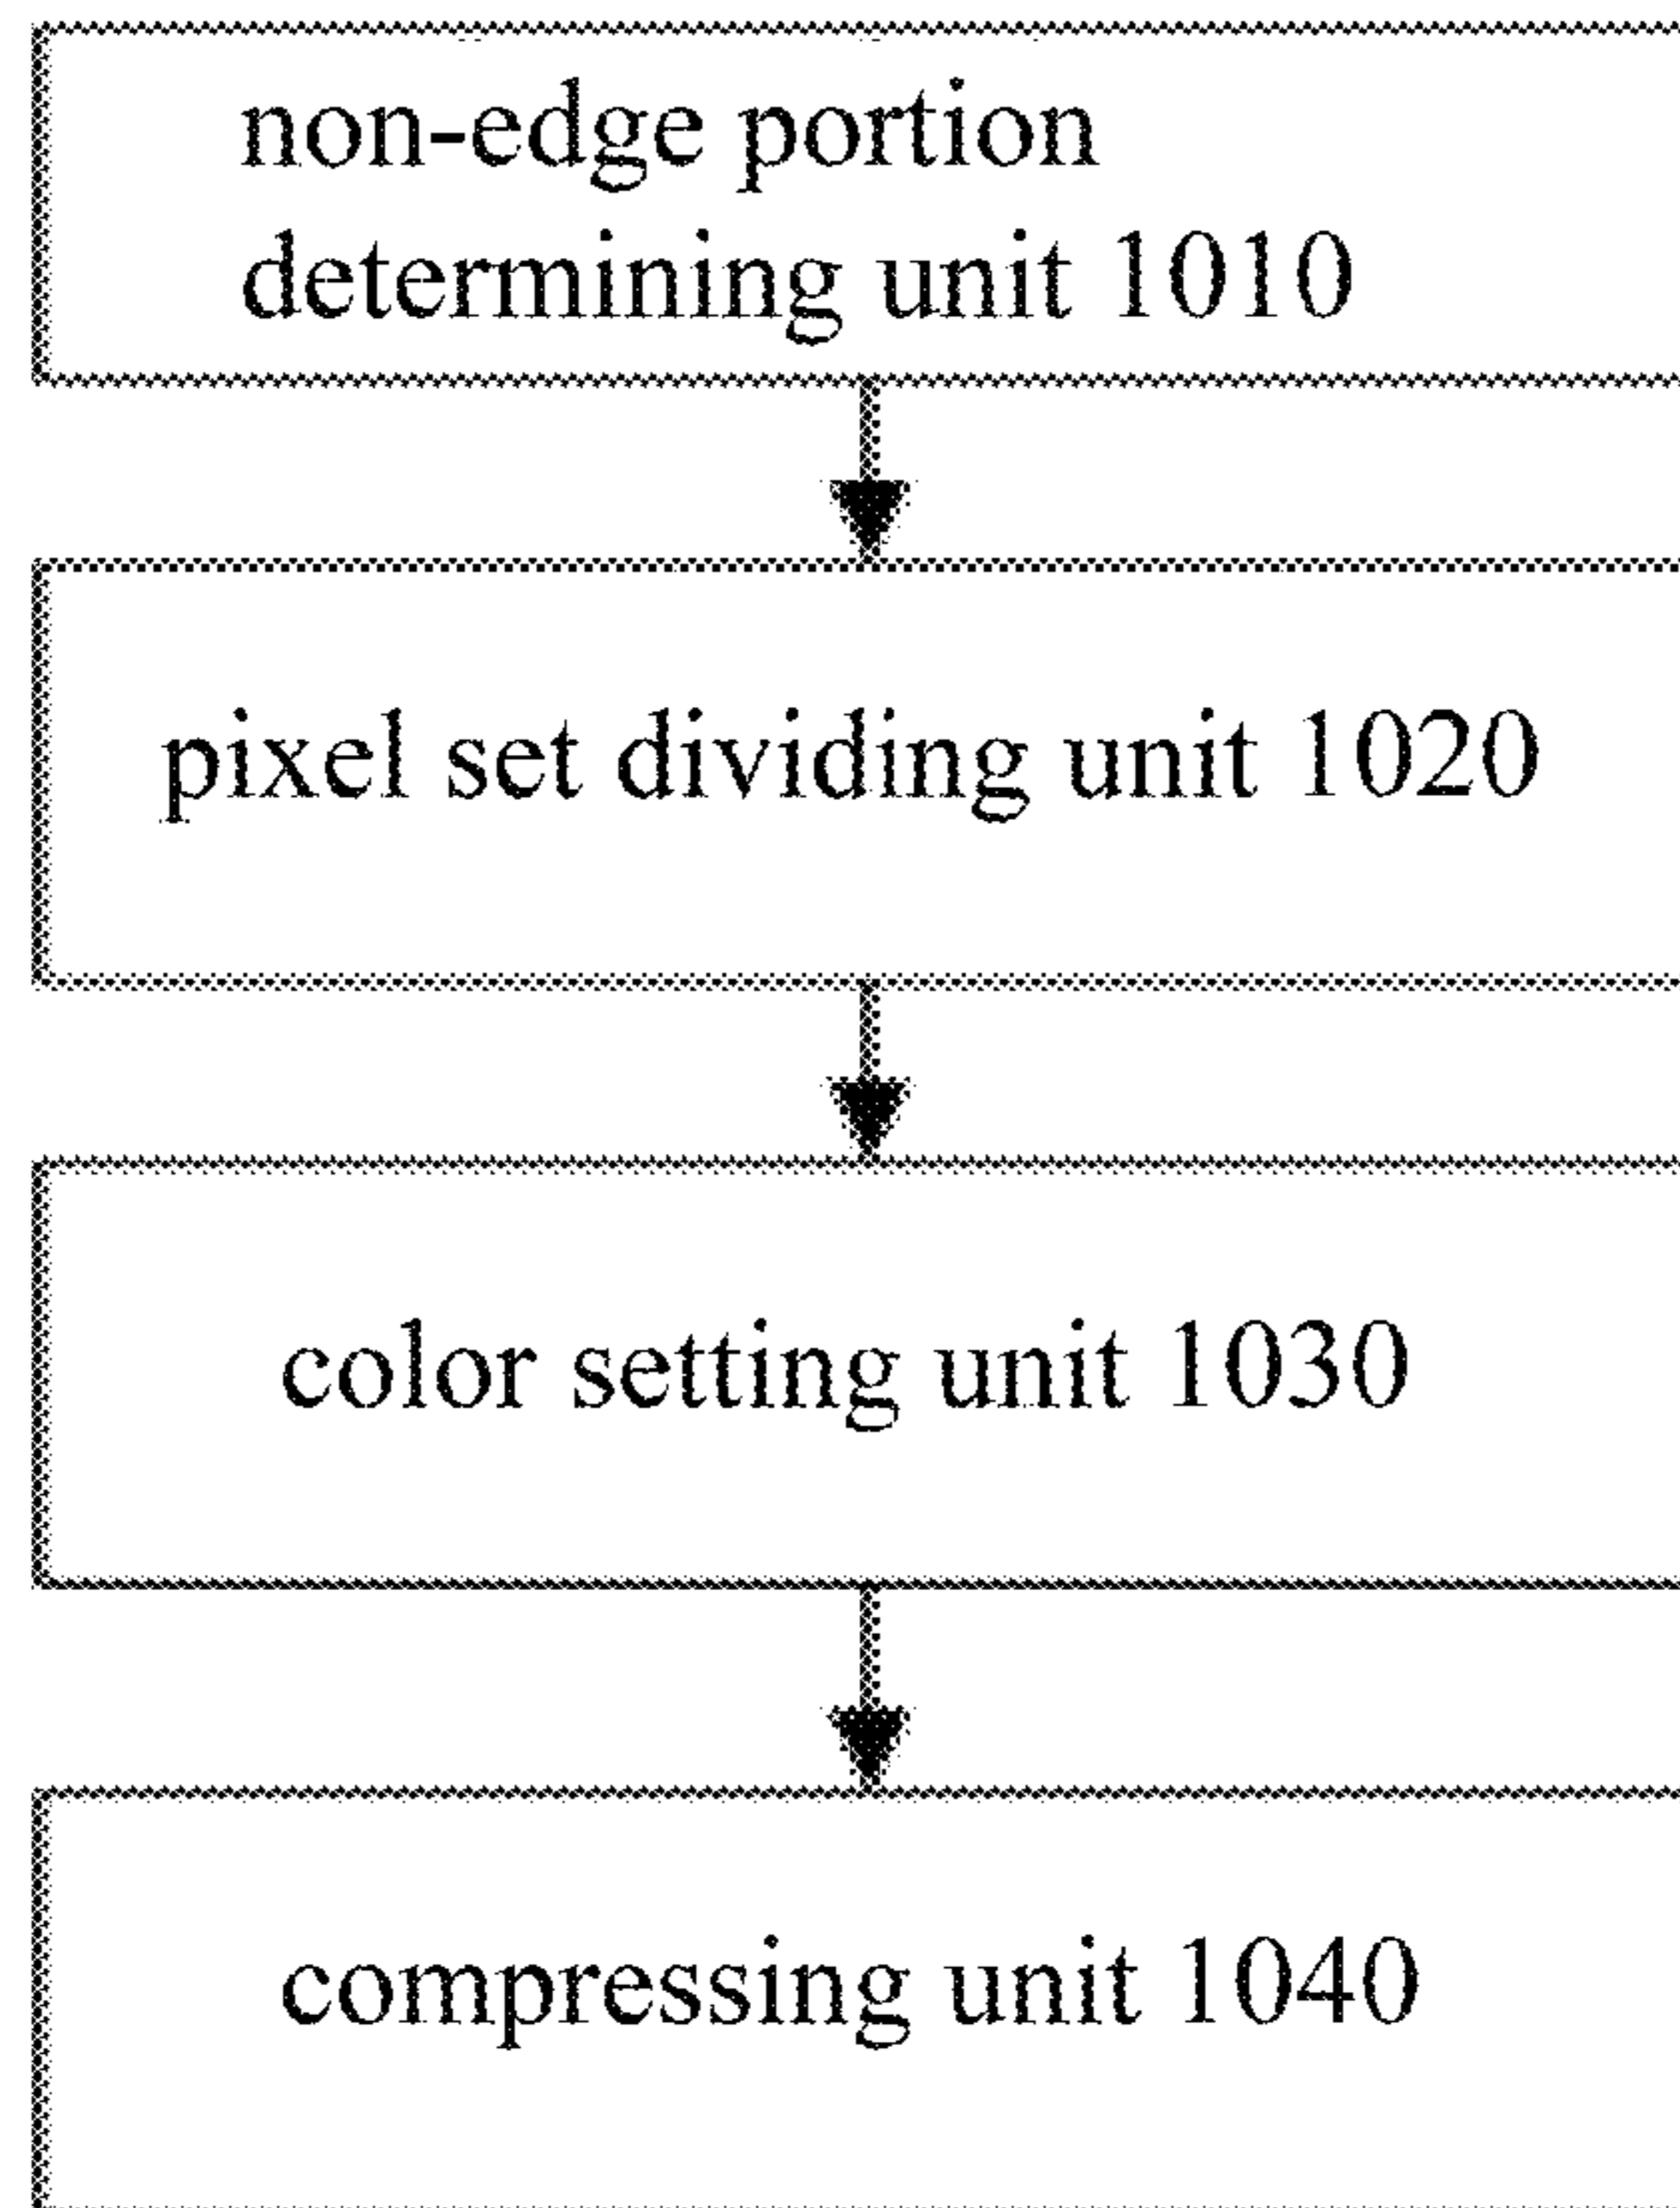 non-edge portion
determining unit 1010
pixel set dividing unit 1020
color setting unit 1030
compressing unit 1040